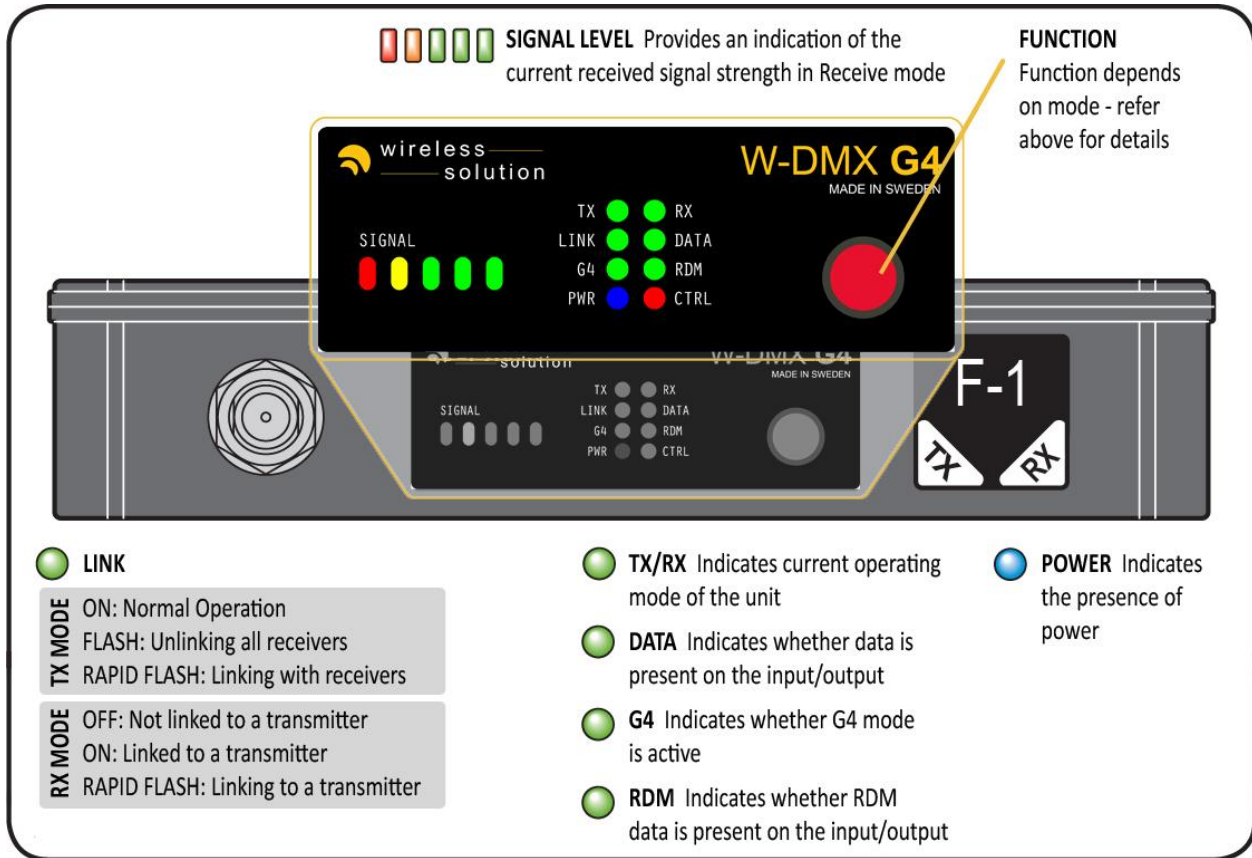 SIGNAL LEVEL Provides an indication of the
current received signal strength in Receive mode
FUNCTION
Function depends
on mode - refer
above for details
wireless
solution
W-DMX G4
MADE IN SWEDEN
SIGNAL
TX RX
LINK DATA
G4 RDM
PWR CTRL
solution
W-DMX G4
MADE IN SWEDEN
SIGNAL
TX RX
LINK DATA
G4 RDM
PWR CTRL
F-1
TX RX
LINK
TX MODE
ON: Normal Operation
FLASH: Unlinking all receivers
RAPID FLASH: Linking with receivers
RX MODE
OFF: Not linked to a transmitter
ON: Linked to a transmitter
RAPID FLASH: Linking to a transmitter
TX/RX Indicates current operating
mode of the unit
DATA Indicates whether data is
present on the input/output
G4 Indicates whether G4 mode
is active
RDM Indicates whether RDM
data is present on the input/output
POWER Indicates
the presence of
power